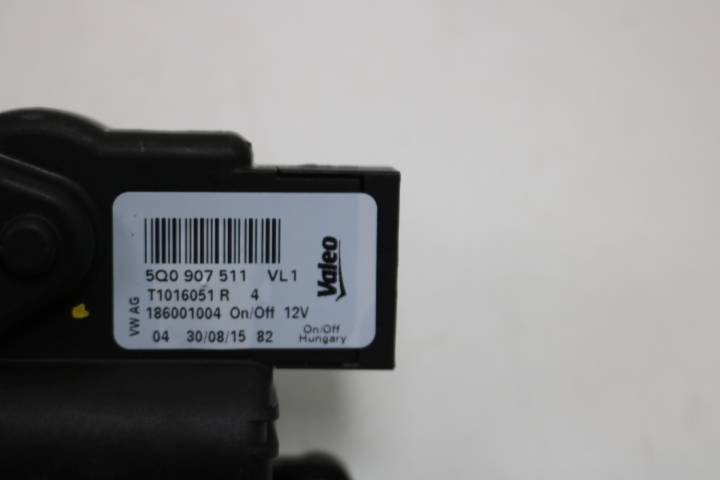 5Q0 907 511 VL1
T1016051 R 4
186001004 On/Off 12V
04 30/08/15 82
On/Off
Hungary
VW AG
Valeo